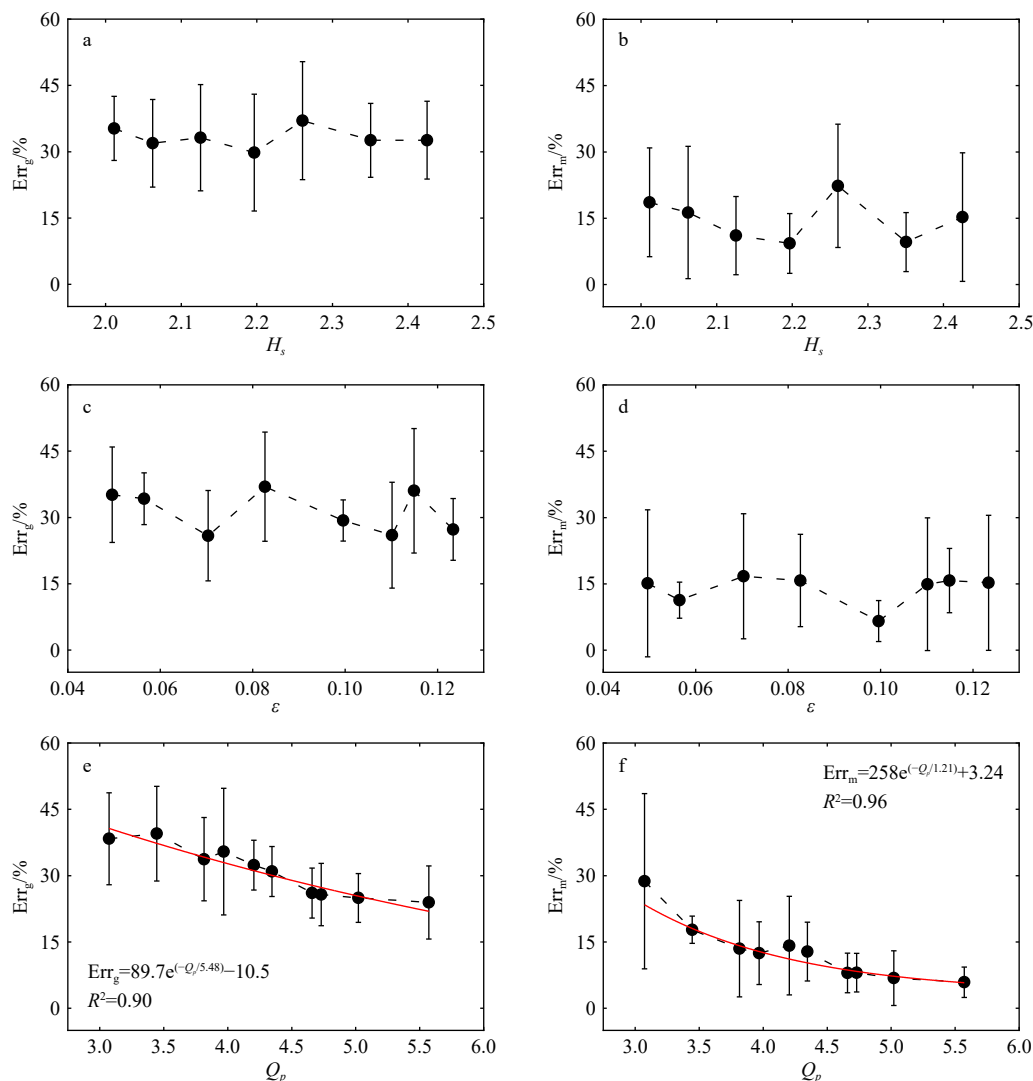 a
60
45
30
15
0
Err_g/%
2.0 2.1 2.2 2.3 2.4 2.5
H_s
b
60
45
30
15
0
Err_m/%
2.0 2.1 2.2 2.3 2.4 2.5
H_s
c
60
45
30
15
0
Err_g/%
0.04 0.06 0.08 0.10 0.12
ε
d
60
45
30
15
0
Err_m/%
0.04 0.06 0.08 0.10 0.12
ε
e
60
45
30
15
0
Err_g/%
Err_g=89.7e^(−Q_p/5.48)−10.5
R²=0.90
3.0 3.5 4.0 4.5 5.0 5.5 6.0
Q_p
f
60
45
30
15
0
Err_m/%
Err_m=258e^(−Q_p/1.21)+3.24
R²=0.96
3.0 3.5 4.0 4.5 5.0 5.5 6.0
Q_p